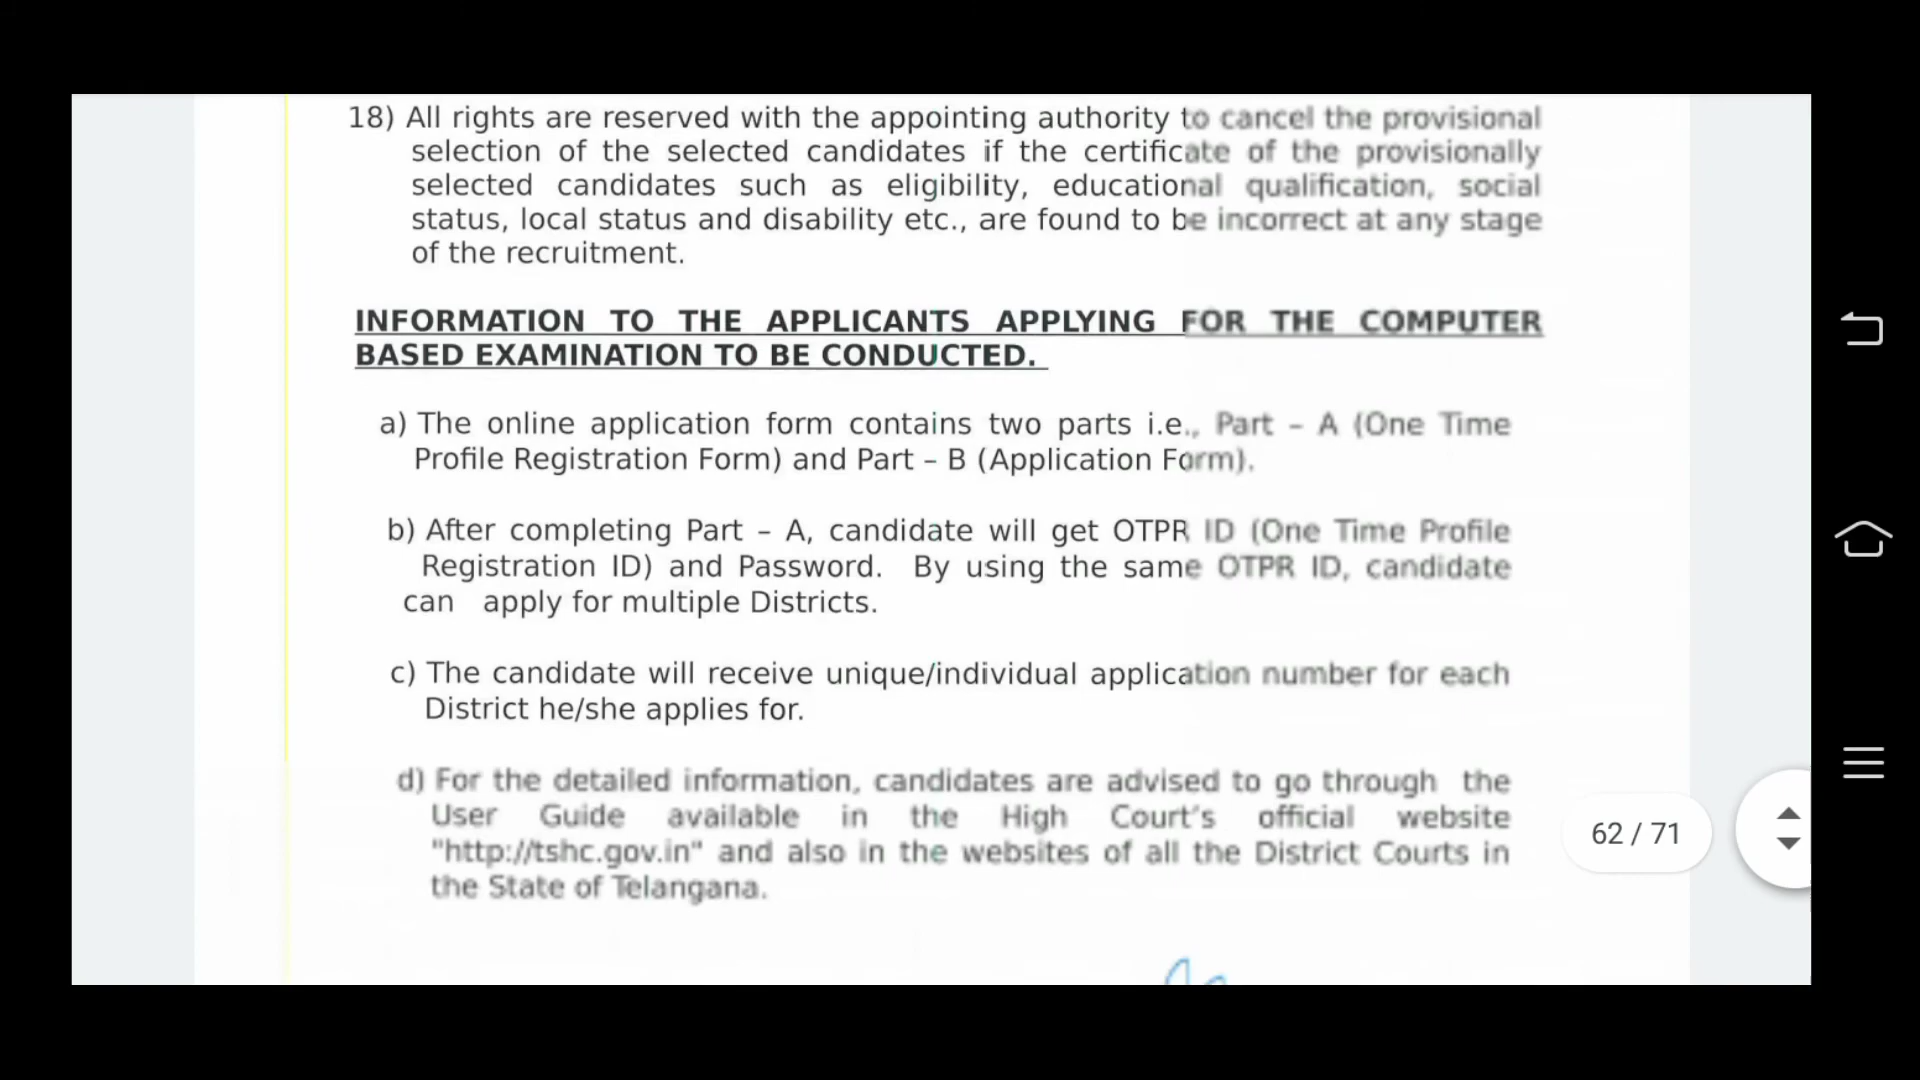 18) All rights are reserved with the appointing authority to cancel the provisional
selection of the selected candidates if the certificate of the provisionally
selected candidates such as eligibility, educational qualification, social
status, local status and disability etc., are found to be incorrect at any stage
of the recruitment.
INFORMATION TO THE APPLICANTS APPLYING FOR THE COMPUTER
BASED EXAMINATION TO BE CONDUCTED.
a) The online application form contains two parts i.e., Part – A (One Time
Profile Registration Form) and Part – B (Application Form).
b) After completing Part – A, candidate will get OTPR ID (One Time Profile
Registration ID) and Password. By using the same OTPR ID, candidate
can apply for multiple Districts.
c) The candidate will receive unique/individual application number for each
District he/she applies for.
d) For the detailed information, candidates are advised to go through the
User Guide available in the High Court’s official website
"http://tshc.gov.in" and also in the websites of all the District Courts in
the State of Telangana.
62 / 71